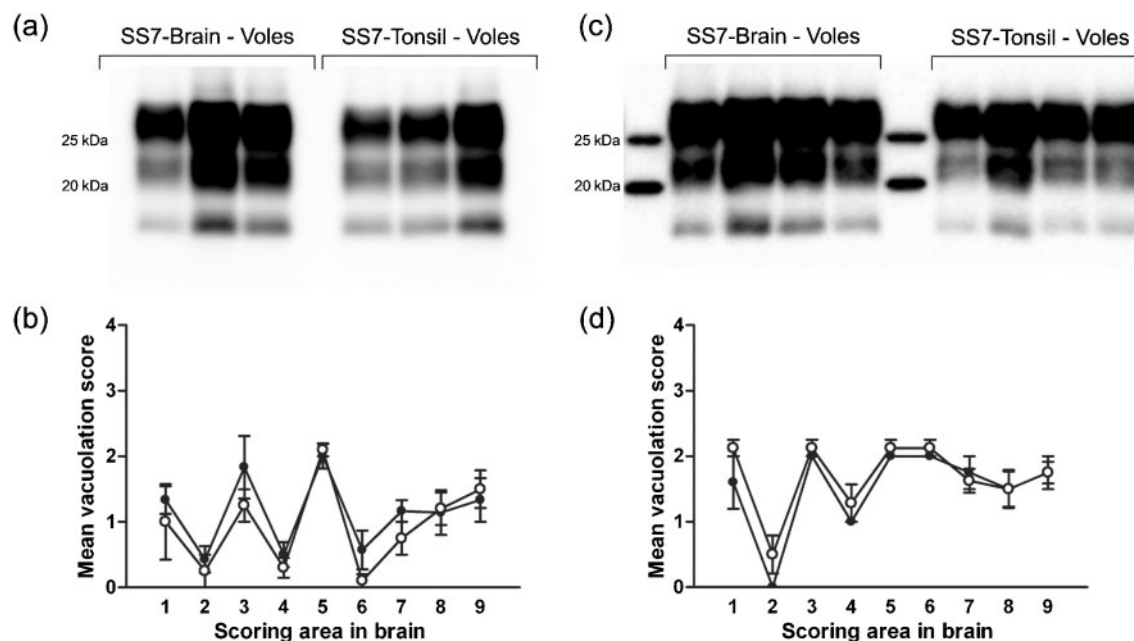 (a)
SS7-Brain - Voles SS7-Tonsil - Voles
25 kDa
20 kDa
(c)
SS7-Brain - Voles SS7-Tonsil - Voles
25 kDa
20 kDa
(b)
Mean vacuolation score
4
3
2
1
0
1 2 3 4 5 6 7 8 9
Scoring area in brain
(d)
Mean vacuolation score
4
3
2
1
0
1 2 3 4 5 6 7 8 9
Scoring area in brain